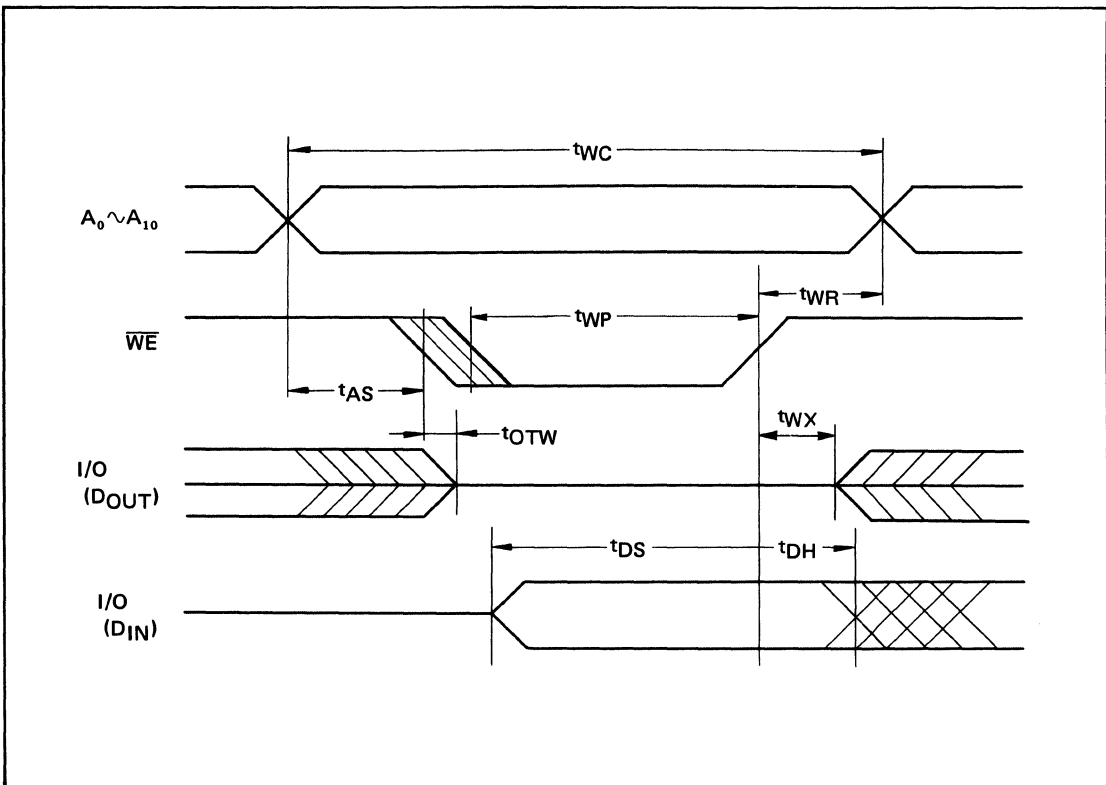 tWC
A0∼A10
tWR
tWP
WE
tAS
tWX
tOTW
I/O
(DOUT)
tDS
tDH
I/O
(DIN)